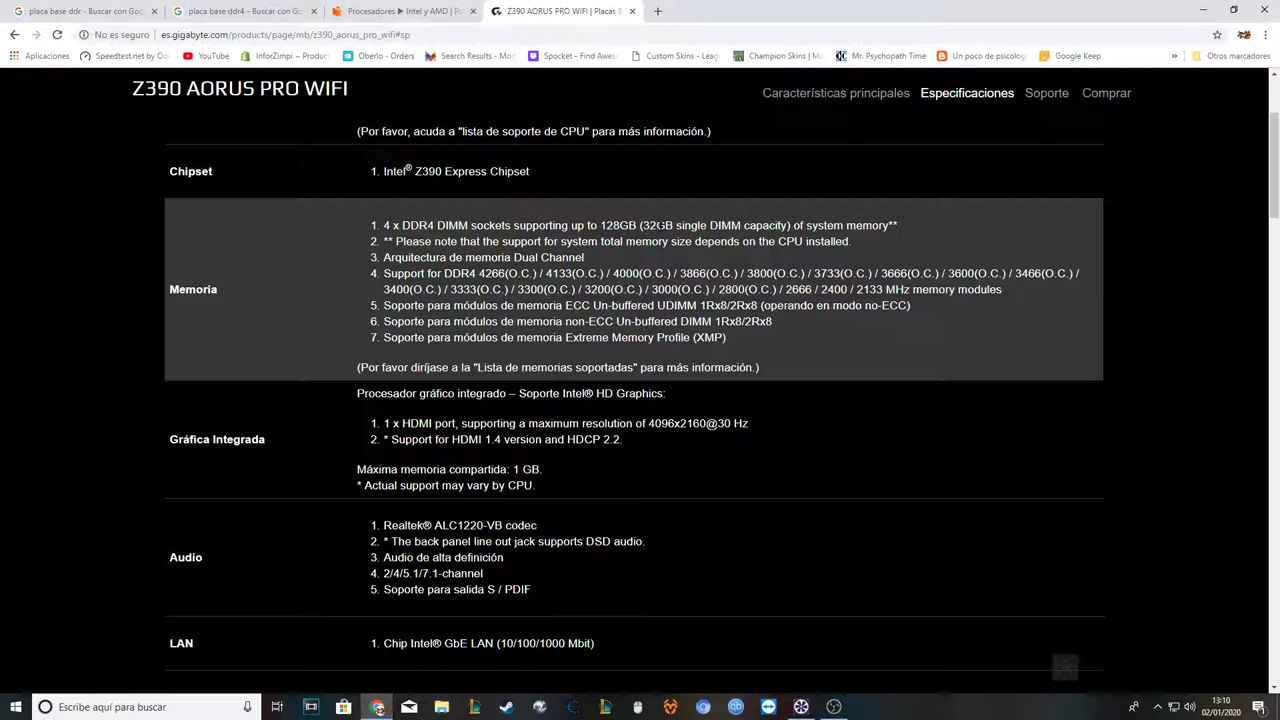 placa base ddr - Buscar con Go
placa base ddr4 - Buscar con Go
Procesadores ▶ Intel y AMD | Po
Z390 AORUS PRO WIFI | Placas B
No es seguro
es.gigabyte.com/products/page/mb/z390_aorus_pro_wifi#sp
Aplicaciones
Speedtest.net by Oo
YouTube
InforZimpi – Product
Oberlo - Orders
Search Results - Mov
Spocket - Find Awes
Custom Skins - Leag
Champion Skins | Ma
Mr. Psychopath Time
Un poco de psicolog
Google Keep
»
Otros marcadores
Z390 AORUS PRO WIFI
Características principales
Especificaciones
Soporte
Comprar
(Por favor, acuda a "lista de soporte de CPU" para más información.)
Chipset
1. Intel® Z390 Express Chipset
Memoria
1. 4 x DDR4 DIMM sockets supporting up to 128GB (32GB single DIMM capacity) of system memory**
2. ** Please note that the support for system total memory size depends on the CPU installed.
3. Arquitectura de memoria Dual Channel
4. Support for DDR4 4266(O.C.) / 4133(O.C.) / 4000(O.C.) / 3866(O.C.) / 3800(O.C.) / 3733(O.C.) / 3666(O.C.) / 3600(O.C.) / 3466(O.C.) /
3400(O.C.) / 3333(O.C.) / 3300(O.C.) / 3200(O.C.) / 3000(O.C.) / 2800(O.C.) / 2666 / 2400 / 2133 MHz memory modules
5. Soporte para módulos de memoria ECC Un-buffered UDIMM 1Rx8/2Rx8 (operando en modo no-ECC)
6. Soporte para módulos de memoria non-ECC Un-buffered DIMM 1Rx8/2Rx8
7. Soporte para módulos de memoria Extreme Memory Profile (XMP)
(Por favor diríjase a la "Lista de memorias soportadas" para más información.)
Gráfica Integrada
Procesador gráfico integrado – Soporte Intel® HD Graphics:
1. 1 x HDMI port, supporting a maximum resolution of 4096x2160@30 Hz
2. * Support for HDMI 1.4 version and HDCP 2.2.
Máxima memoria compartida: 1 GB.
* Actual support may vary by CPU.
Audio
1. Realtek® ALC1220-VB codec
2. * The back panel line out jack supports DSD audio.
3. Audio de alta definición
4. 2/4/5.1/7.1-channel
5. Soporte para salida S / PDIF
LAN
1. Chip Intel® GbE LAN (10/100/1000 Mbit)
Escribe aquí para buscar
13:10
02/01/2020